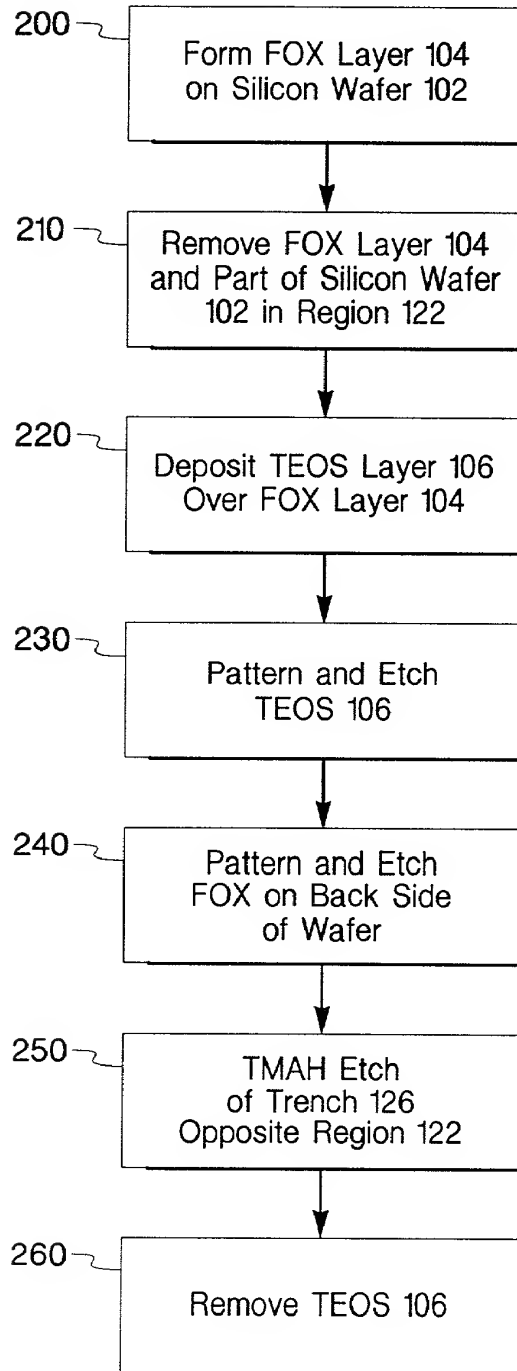 200
Form FOX Layer 104
on Silicon Wafer 102
210
Remove FOX Layer 104
and Part of Silicon Wafer
102 in Region 122
220
Deposit TEOS Layer 106
Over FOX Layer 104
230
Pattern and Etch
TEOS 106
240
Pattern and Etch
FOX on Back Side
of Wafer
250
TMAH Etch
of Trench 126
Opposite Region 122
260
Remove TEOS 106